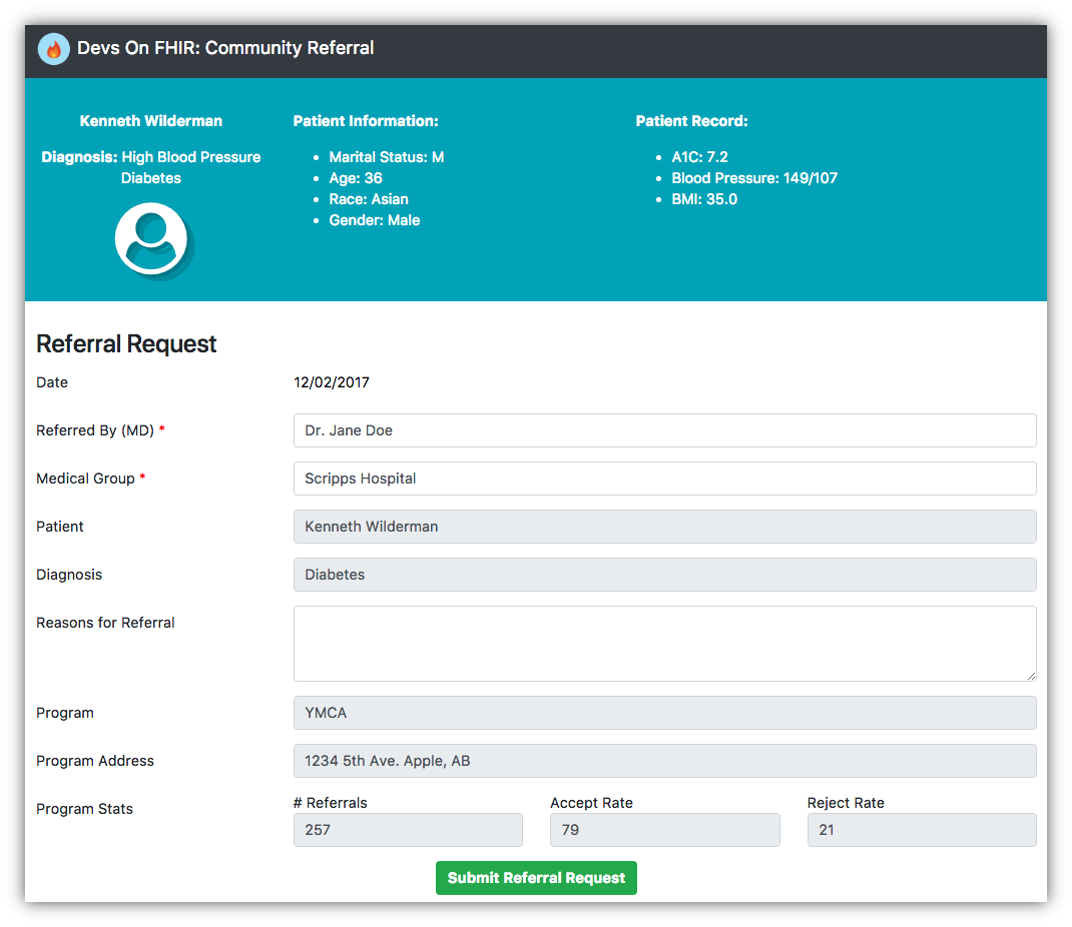 Devs On FHIR: Community Referral
Kenneth Wilderman
Diagnosis: High Blood Pressure
Diabetes
Patient Information:
Marital Status: M
Age: 36
Race: Asian
Gender: Male
Patient Record:
A1C: 7.2
Blood Pressure: 149/107
BMI: 35.0
Referral Request
Date 12/02/2017
Referred By (MD) * Dr. Jane Doe
Medical Group * Scripps Hospital
Patient Kenneth Wilderman
Diagnosis Diabetes
Reasons for Referral
Program YMCA
Program Address 1234 5th Ave. Apple, AB
Program Stats # Referrals Accept Rate Reject Rate
257 79 21
Submit Referral Request